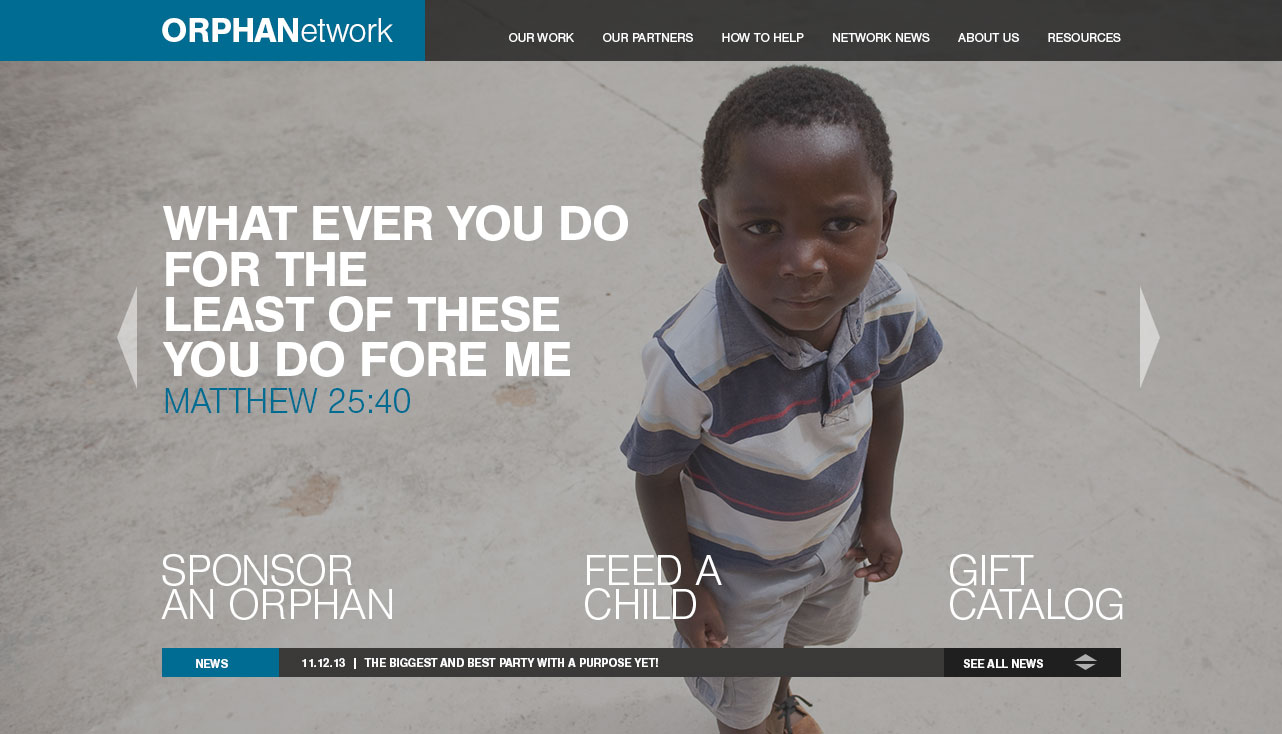 ORPHANetwork
OUR WORK OUR PARTNERS HOW TO HELP NETWORK NEWS ABOUT US RESOURCES
WHAT EVER YOU DO
FOR THE
LEAST OF THESE
YOU DO FORE ME
MATTHEW 25:40
SPONSOR
AN ORPHAN
FEED A
CHILD
GIFT
CATALOG
NEWS 11.12.13 | THE BIGGEST AND BEST PARTY WITH A PURPOSE YET! SEE ALL NEWS